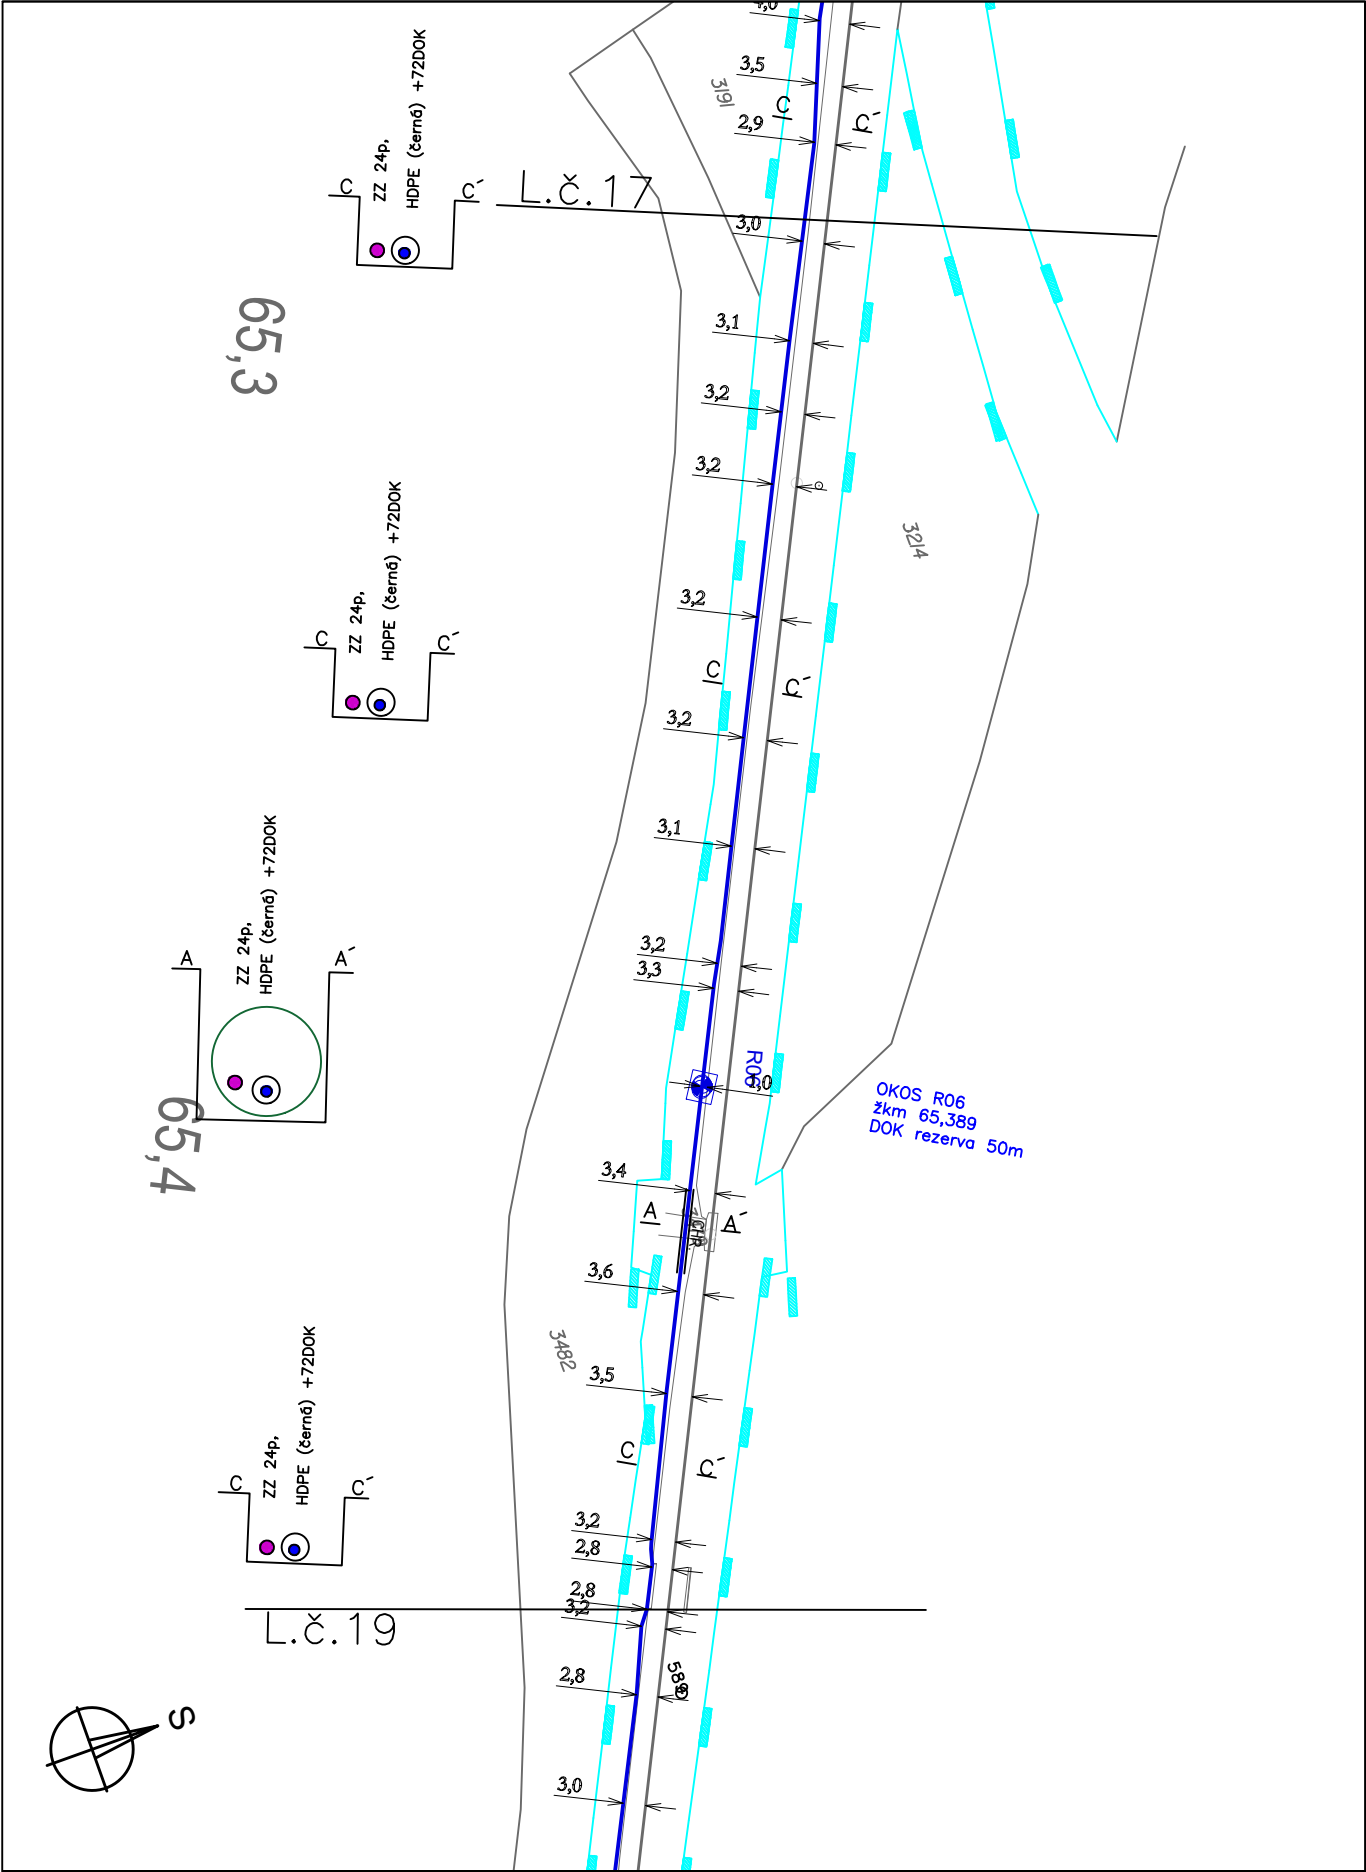 3,5
3191
C
2,9
C´
ZZ 24p,
HDPE (černá) +72DOK
C
C´
L.č.17
3,0
65,3
3,1
3,2
3,2
3214
ZZ 24p,
HDPE (černá) +72DOK
C
C´
3,2
C
C´
3,2
3,1
ZZ 24p,
HDPE (černá) +72DOK
A
A´
3,2
3,3
R06
OKOS R06
žkm 65,389
DOK rezerva 50m
65,4
3,4
A
A´
CHR.
3,6
3482
3,5
ZZ 24p,
HDPE (černá) +72DOK
C
C´
C
C´
3,2
2,8
2,8
3,2
L.č.19
2,8
S
3,0